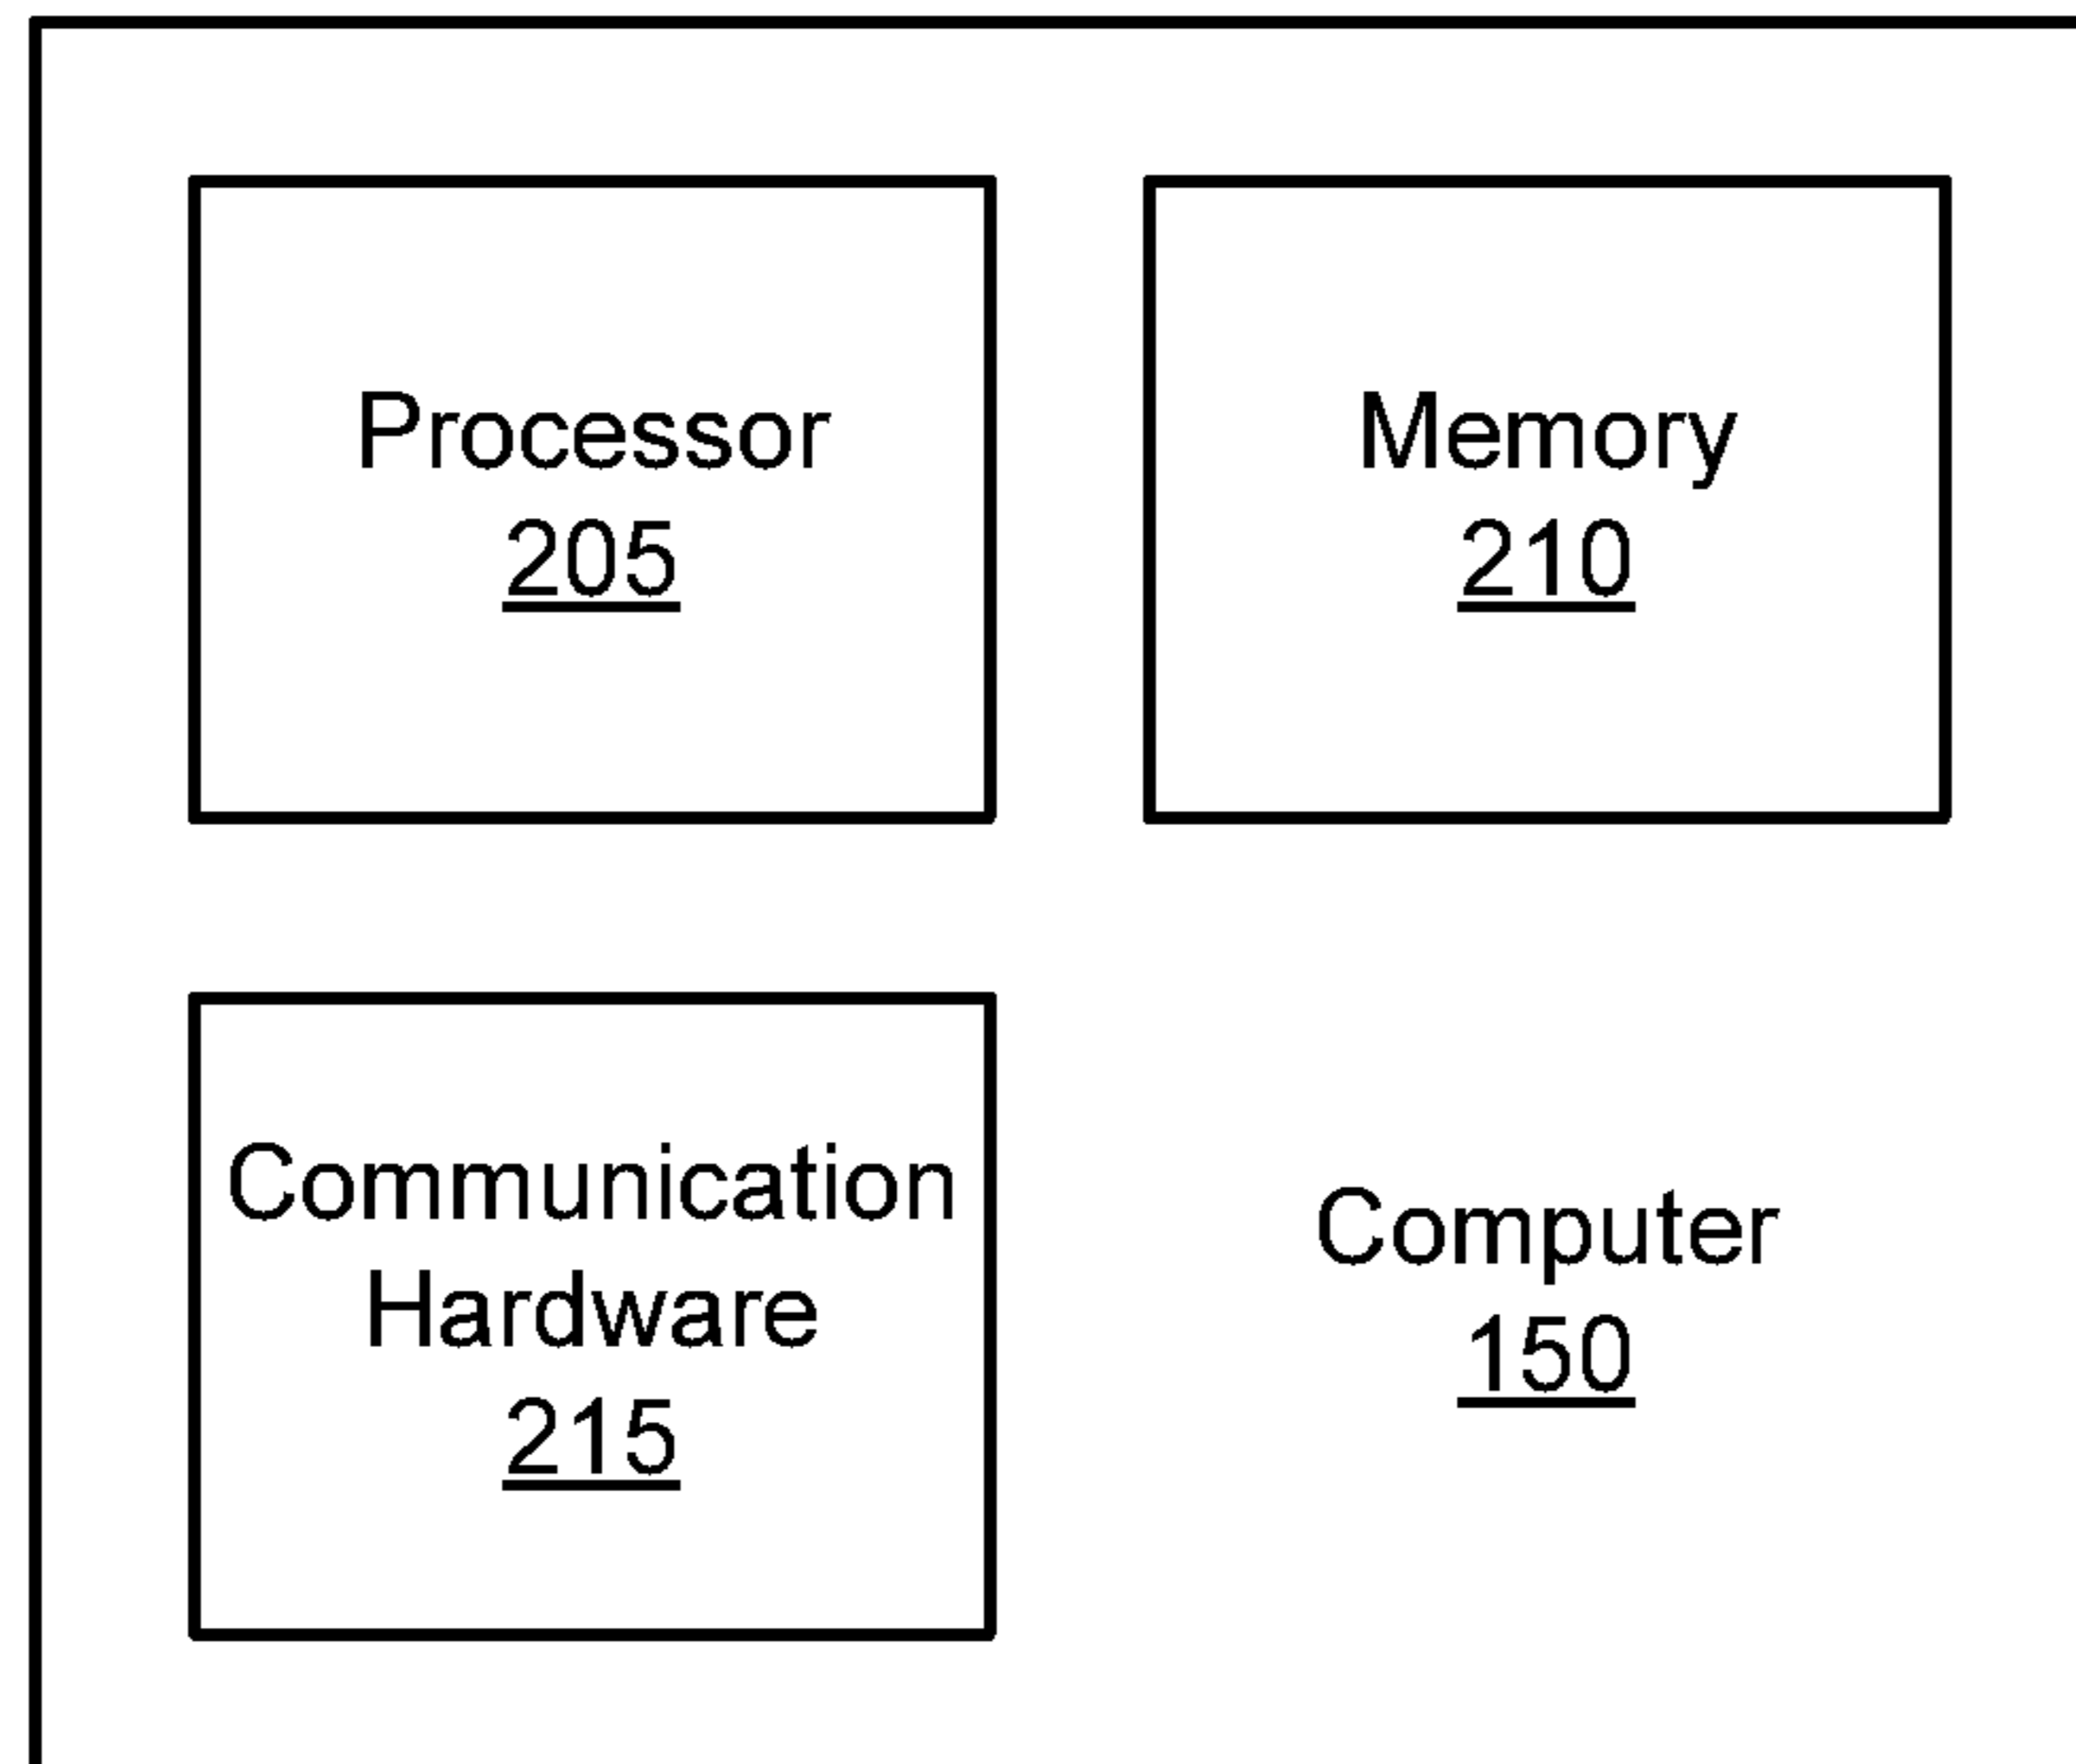 Processor
205
Memory
210
Communication
Hardware
215
Computer
150